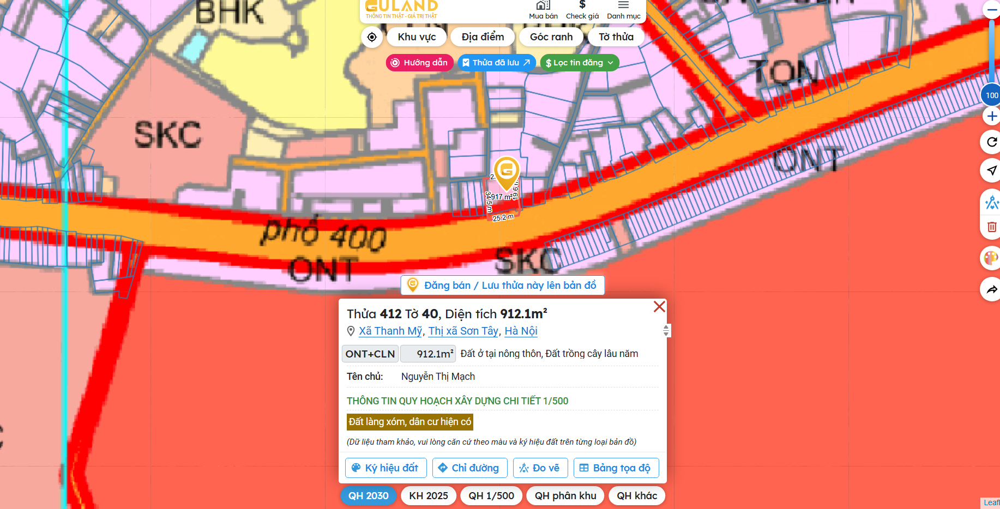 BHK
GULAND
THÔNG TIN THẬT - GIÁ TRỊ THẬT
Mua bán
$
Check giá
Danh mục
Khu vực
Địa điểm
Góc ranh
Tờ thửa
Hướng dẫn
Thửa đã lưu
$ Lọc tin đăng
TON
100
SKC
ONT
917 m²
34.5 m
19.6 m
25.2 m
phố 400
ONT
SKC
Đăng bán / Lưu thửa này lên bản đồ
Thửa 412 Tờ 40, Diện tích 912.1m²
Xã Thanh Mỹ, Thị xã Sơn Tây, Hà Nội
ONT+CLN 912.1m² Đất ở tại nông thôn, Đất trồng cây lâu năm
Tên chủ: Nguyễn Thị Mạch
THÔNG TIN QUY HOẠCH XÂY DỰNG CHI TIẾT 1/500
Đất làng xóm, dân cư hiện có
(Dữ liệu tham khảo, vui lòng căn cứ theo màu và ký hiệu đất trên từng loại bản đồ)
Ký hiệu đất
Chỉ đường
Đo vẽ
Bảng tọa độ
QH 2030
KH 2025
QH 1/500
QH phân khu
QH khác
Leafl